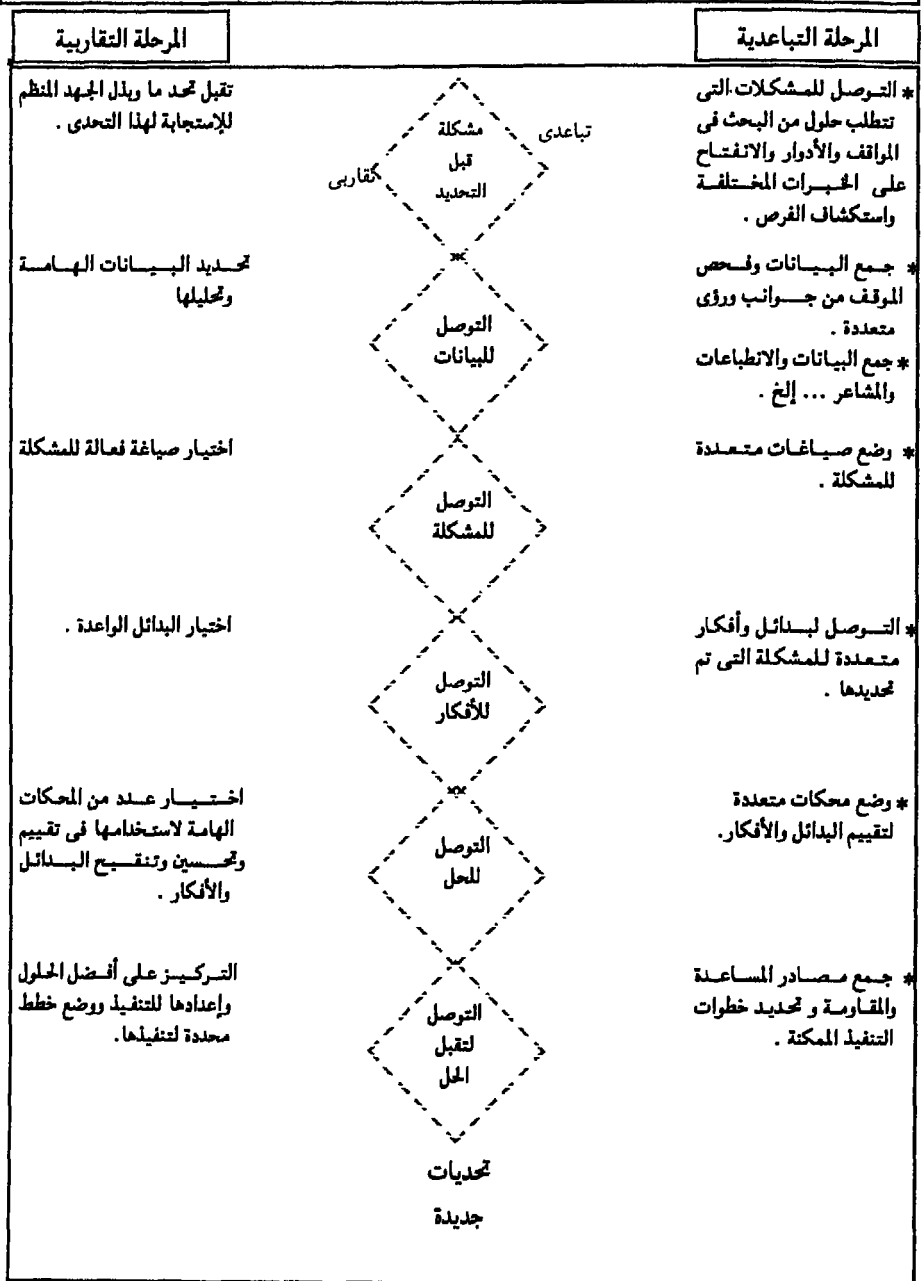 المرحلة التباعدية
المرحلة التقاربية
* التوصل للمشكلات التى
تتطلب حلول من البحث فى
المواقف والأدوار والانفتاح
على الخبرات المختلفة
واستكشاف الفرص .
تباعدى
مشكلة
قبل
التحديد
تقاربى
تقبل تحد ما وبذل الجهد المنظم
للإستجابة لهذا التحدى .
* جمع البيانات وفحص
الموقف من جوانب ورؤى
متعددة .
* جمع البيانات والانطباعات
والمشاعر ... إلخ .
التوصل
للبيانات
تحديد البيانات الهامة
وتحليلها
* وضع صياغات متعددة
للمشكلة .
التوصل
للمشكلة
اختيار صياغة فعالة للمشكلة
* التوصل لبدائل وأفكار
متعددة للمشكلة التى تم
تحديدها .
التوصل
للأفكار
اختيار البدائل الواعدة .
* وضع محكات متعددة
لتقييم البدائل والأفكار.
التوصل
للحل
اختيار عدد من المحكات
الهامة لاستخدامها فى تقييم
وتحسين وتنقيح البدائل
والأفكار .
* جمع مصادر المساعدة
والمقاومة و تحديد خطوات
التنفيذ الممكنة .
التوصل
لتقبل
الحل
التركيز على أفضل الحلول
وإعدادها للتنفيذ ووضع خطط
محددة لتنفيذها.
تحديات
جديدة